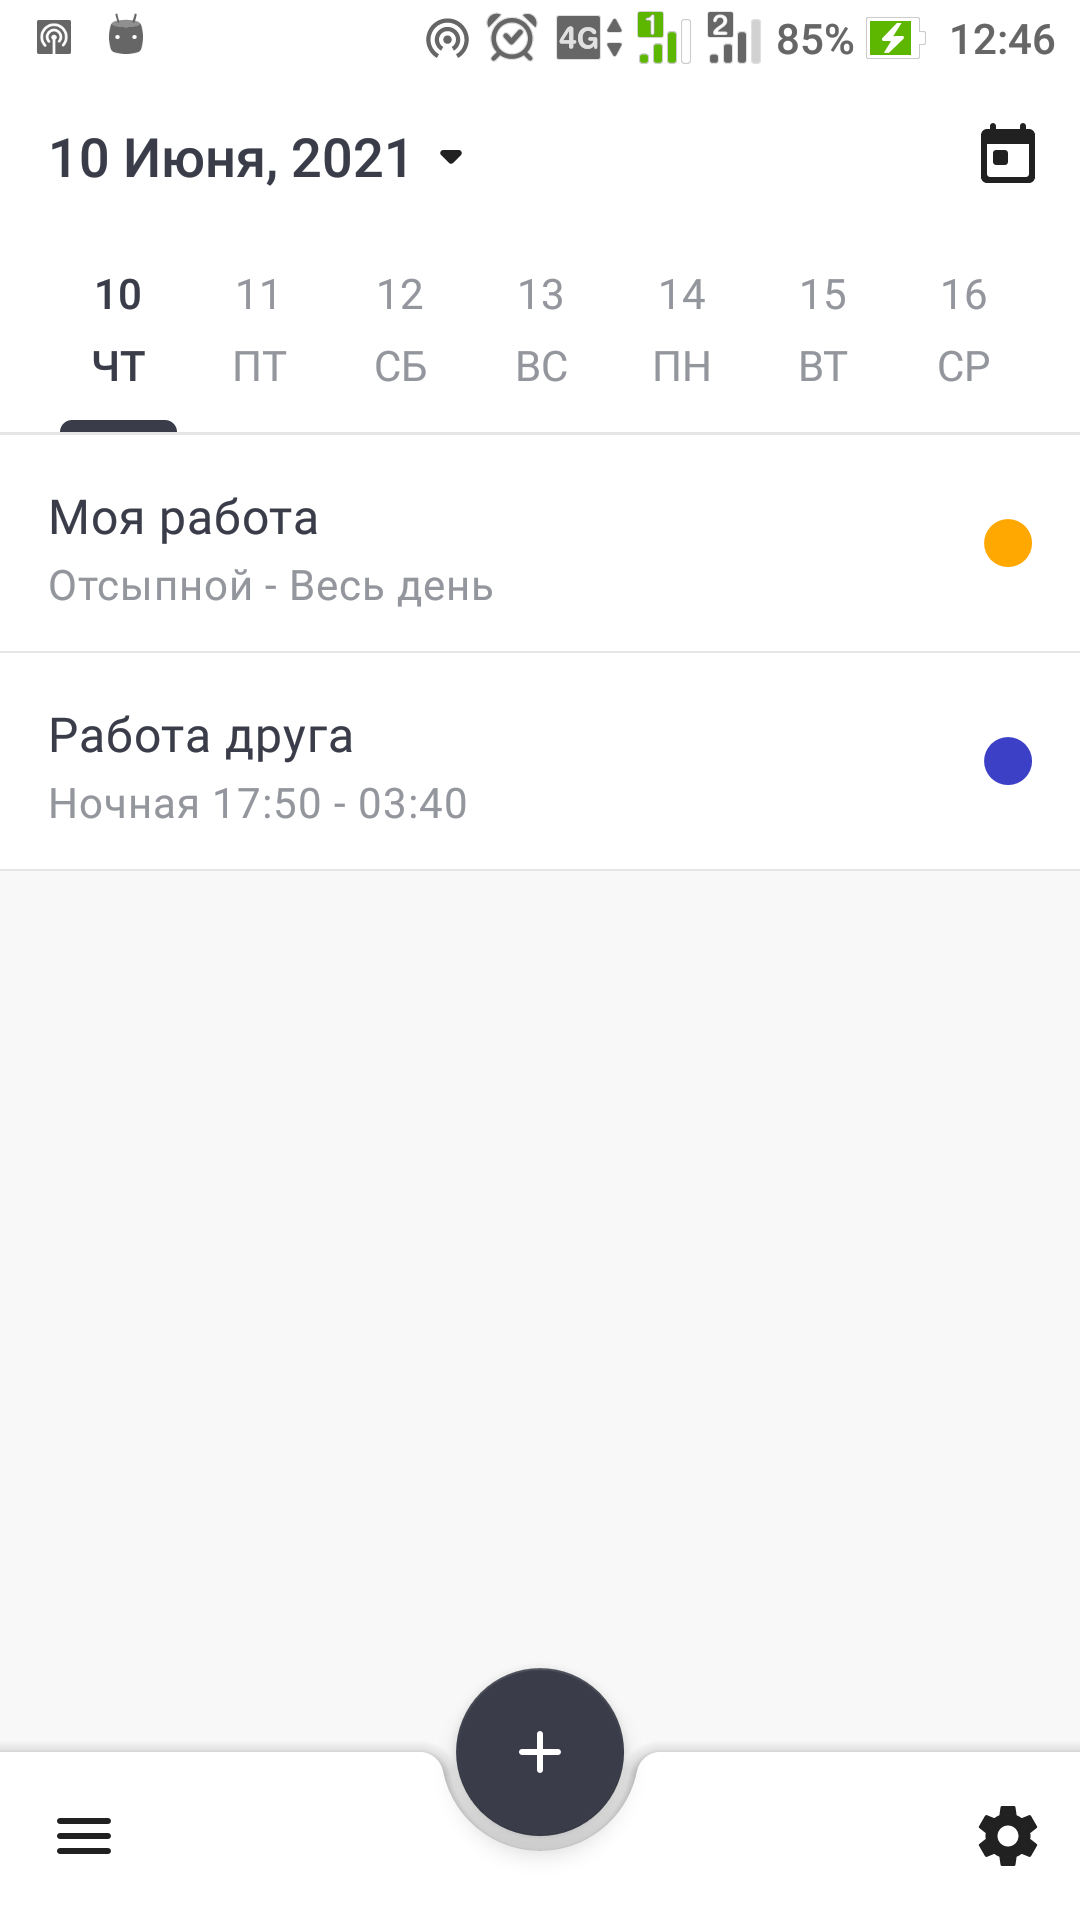 4G 1 2 85% 12:46
10 Июня, 2021
10 11 12 13 14 15 16
ЧТ ПТ СБ ВС ПН ВТ СР
Моя работа
Отсыпной - Весь день
Работа друга
Ночная 17:50 - 03:40